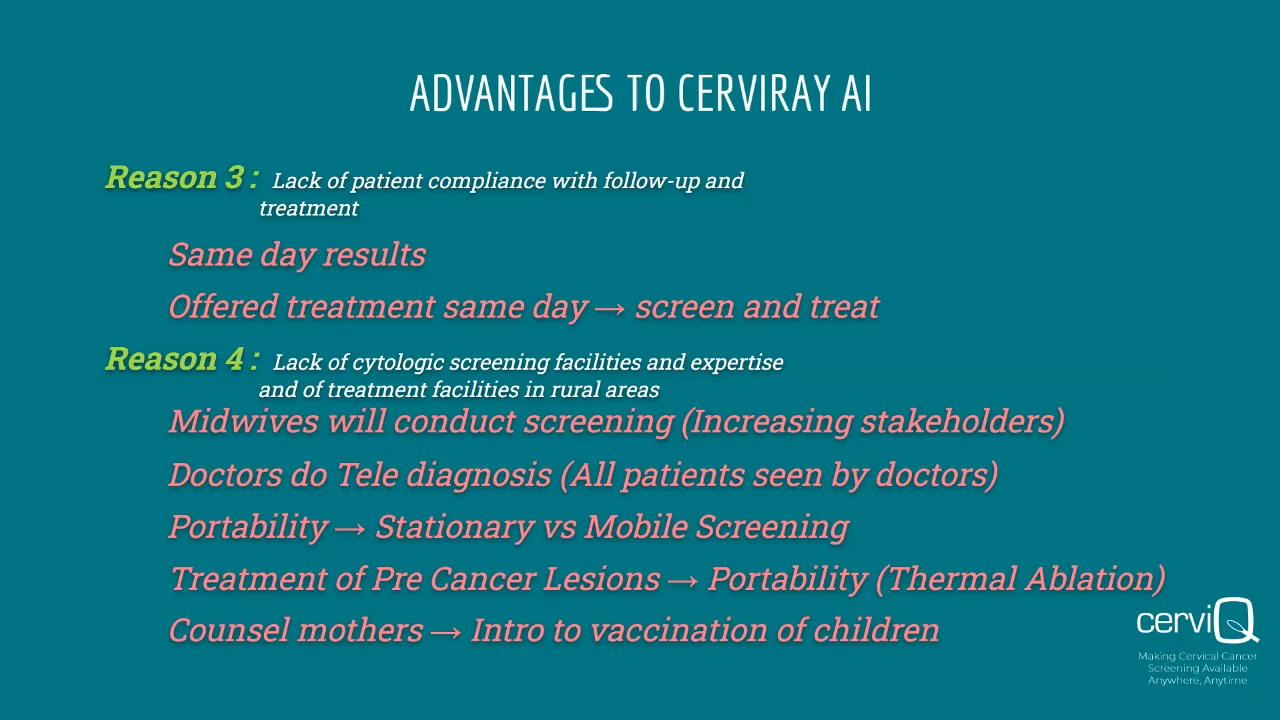 ADVANTAGES TO CERVIRAY AI
Reason 3 : Lack of patient compliance with follow-up and
treatment
Same day results
Offered treatment same day → screen and treat
Reason 4 : Lack of cytologic screening facilities and expertise
and of treatment facilities in rural areas
Midwives will conduct screening (Increasing stakeholders)
Doctors do Tele diagnosis (All patients seen by doctors)
Portability → Stationary vs Mobile Screening
Treatment of Pre Cancer Lesions → Portability (Thermal Ablation)
Counsel mothers → Intro to vaccination of children
cerviQ
Making Cervical Cancer
Screening Available
Anywhere, Anytime